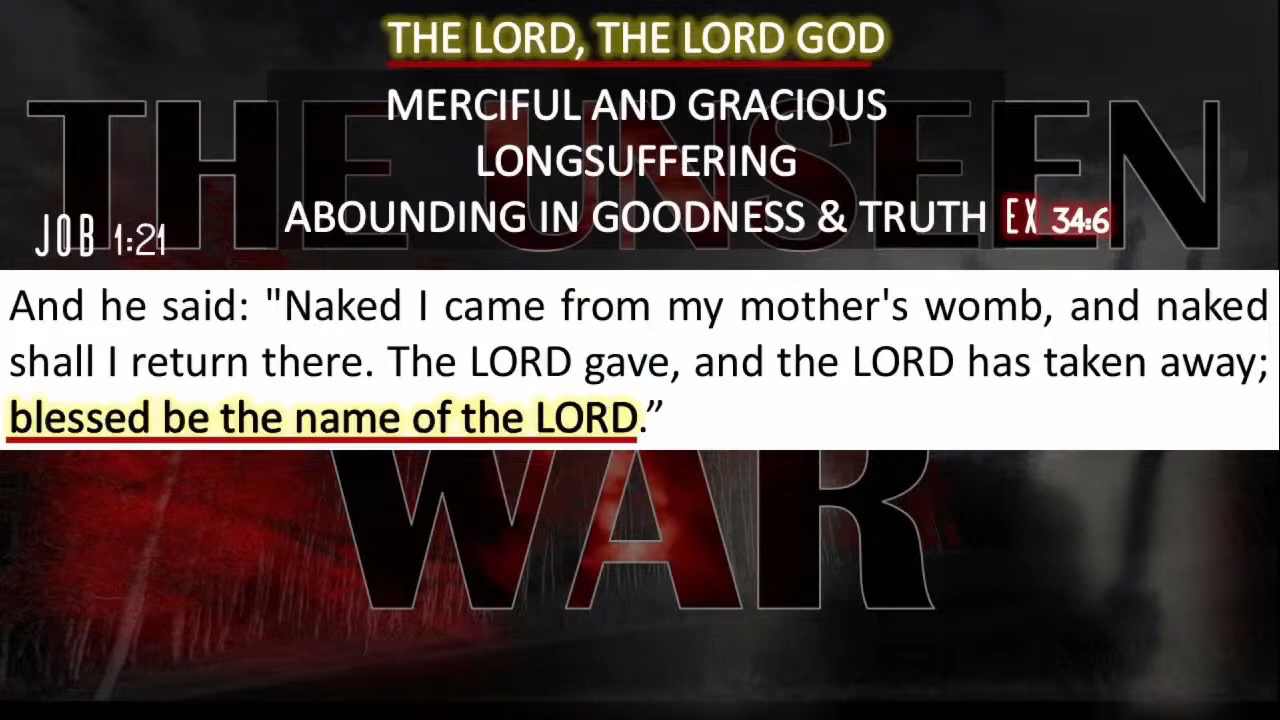 THE LORD, THE LORD GOD
MERCIFUL AND GRACIOUS
LONGSUFFERING
ABOUNDING IN GOODNESS & TRUTH EX 34:6
JOB 1:21
And he said: "Naked I came from my mother's womb, and naked
shall I return there. The LORD gave, and the LORD has taken away;
blessed be the name of the LORD.”
THE UNSEEN
WAR